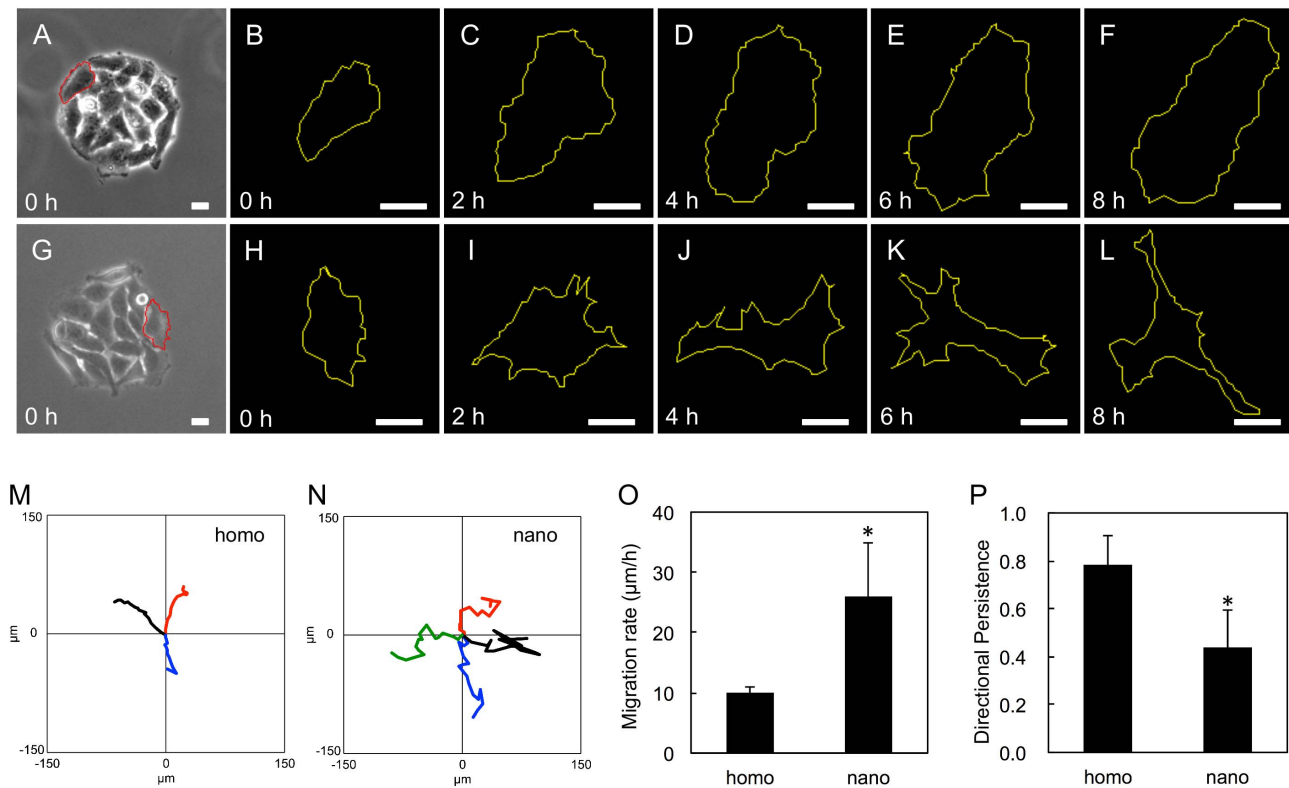 A B C D E F
0 h 0 h 2 h 4 h 6 h 8 h
G H I J K L
0 h 0 h 2 h 4 h 6 h 8 h
M N O P
150 homo
µm 0
-150
-150 0 150
µm
150 nano
µm 0
-150
-150 0 150
µm
Migration rate (µm/h)
40
30
20
10
0
*
homo nano
Directional Persistence
1.0
0.8
0.6
0.4
0.2
0.0
*
homo nano